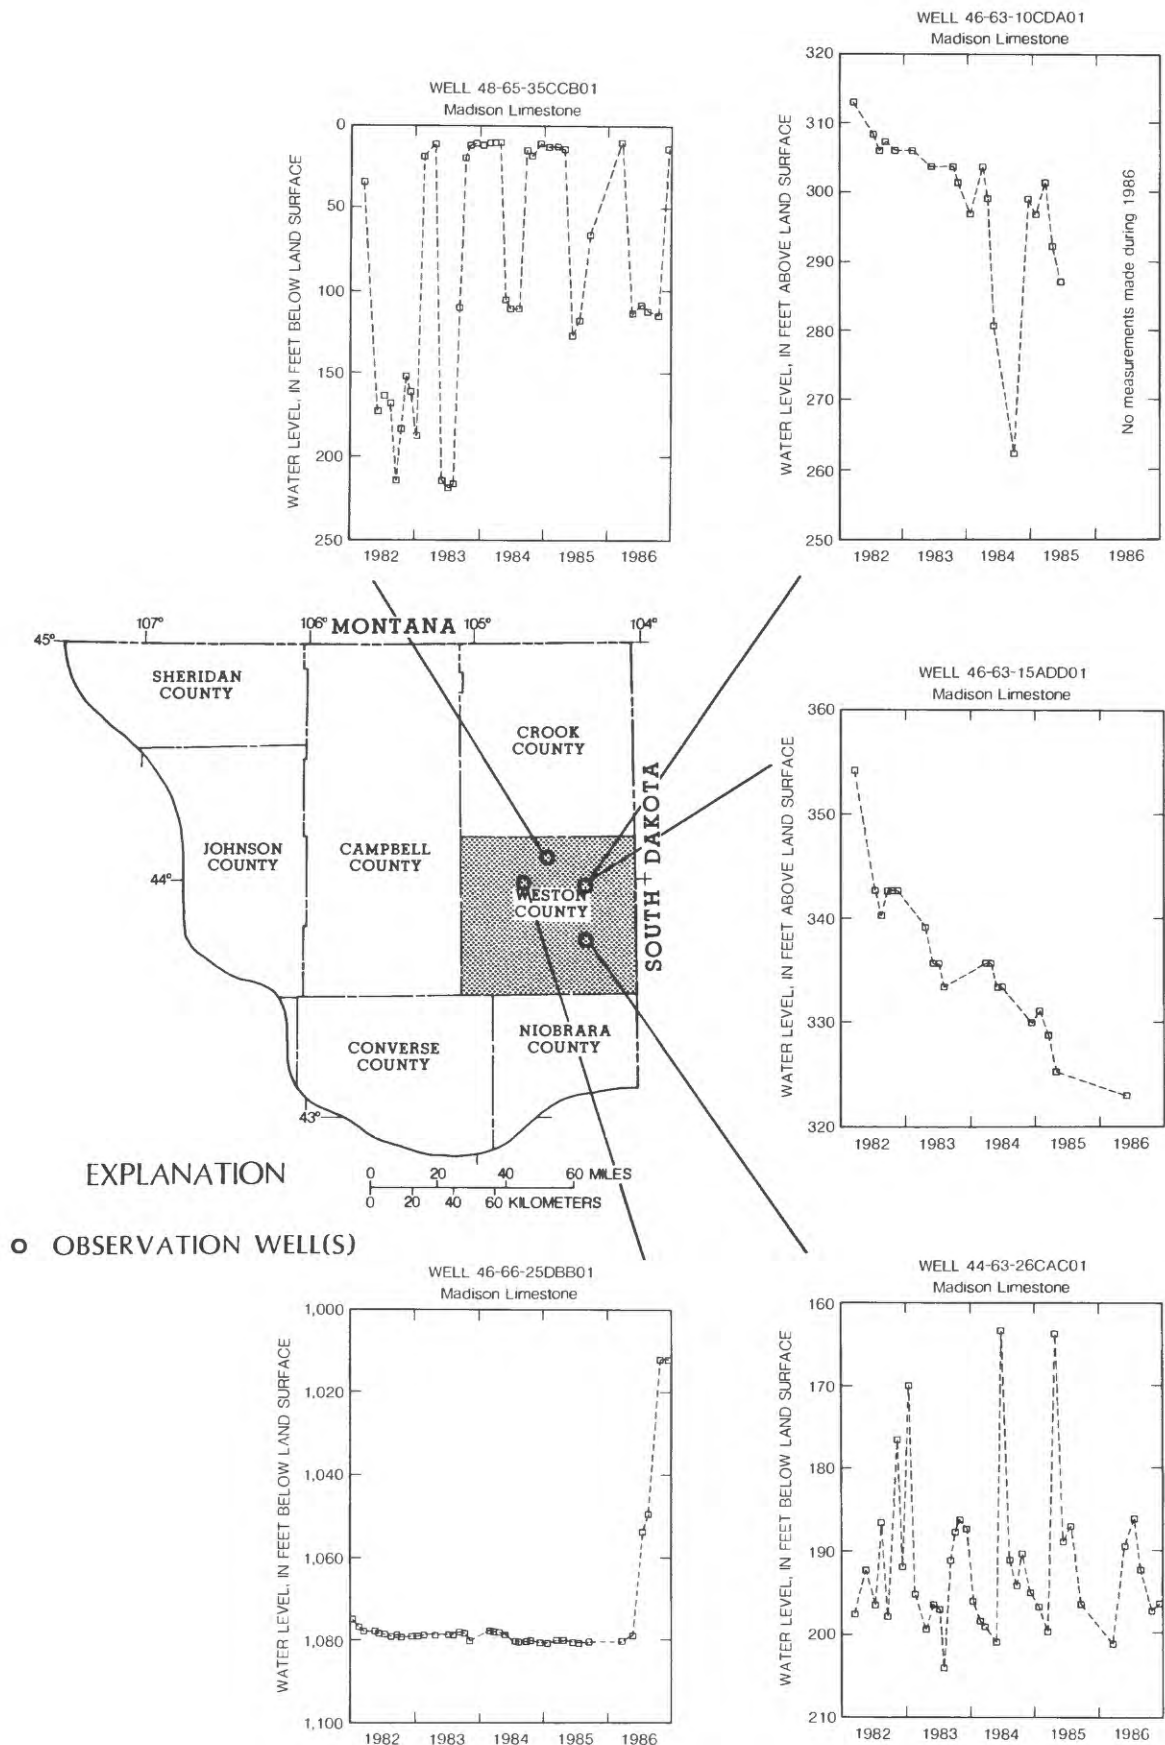 WELL 46-63-10CDA01
Madison Limestone
320
310
300
290
280
270
260
250
WATER LEVEL, IN FEET ABOVE LAND SURFACE
No measurements made during 1986
1982 1983 1984 1985 1986
WELL 48-65-35CCB01
Madison Limestone
0
50
100
150
200
250
WATER LEVEL, IN FEET BELOW LAND SURFACE
1982 1983 1984 1985 1986
107° 106° 105° 104°
45°
44°
43°
MONTANA
SOUTH DAKOTA
SHERIDAN
COUNTY
CROOK
COUNTY
JOHNSON
COUNTY
CAMPBELL
COUNTY
WESTON
COUNTY
CONVERSE
COUNTY
NIOBRARA
COUNTY
0 20 40 60 MILES
0 20 40 60 KILOMETERS
EXPLANATION
OBSERVATION WELL(S)
WELL 46-63-15ADD01
Madison Limestone
360
350
340
330
320
WATER LEVEL, IN FEET ABOVE LAND SURFACE
1982 1983 1984 1985 1986
WELL 46-66-25DBB01
Madison Limestone
1,000
1,020
1,040
1,060
1,080
1,100
WATER LEVEL, IN FEET BELOW LAND SURFACE
1982 1983 1984 1985 1986
WELL 44-63-26CAC01
Madison Limestone
160
170
180
190
200
210
WATER LEVEL, IN FEET BELOW LAND SURFACE
1982 1983 1984 1985 1986